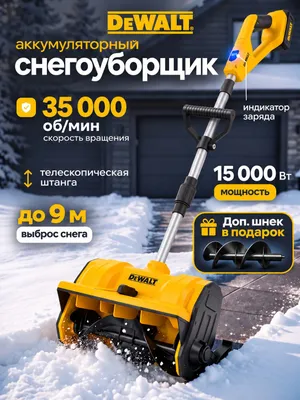 DEWALT.
аккумуляторный
снегоуборщик
35 000
об/мин
скорость вращения
индикатор
заряда
телескопическая
штанга
15 000 Вт
мощность
до 9 м
выброс снега
Доп. шнек
в подарок
DEWALT